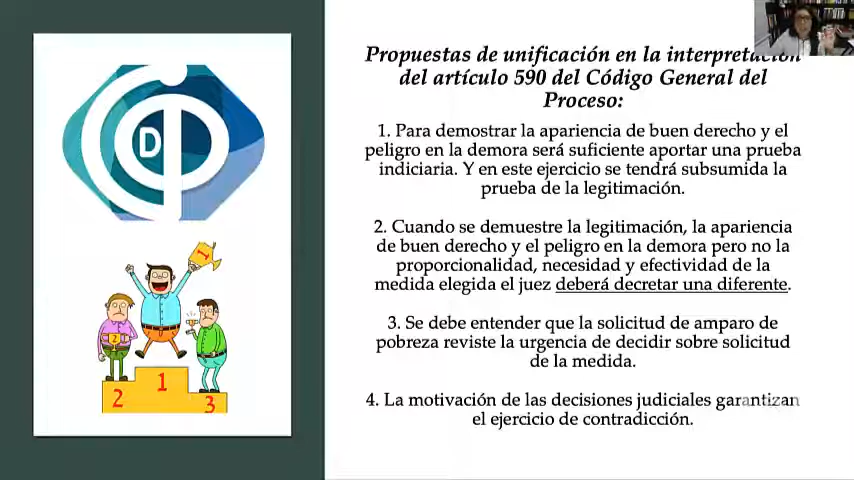 Propuestas de unificación en la interpretación
del artículo 590 del Código General del
Proceso:
1. Para demostrar la apariencia de buen derecho y el
peligro en la demora será suficiente aportar una prueba
indiciaria. Y en este ejercicio se tendrá subsumida la
prueba de la legitimación.
2. Cuando se demuestre la legitimación, la apariencia
de buen derecho y el peligro en la demora pero no la
proporcionalidad, necesidad y efectividad de la
medida elegida el juez deberá decretar una diferente.
3. Se debe entender que la solicitud de amparo de
pobreza reviste la urgencia de decidir sobre solicitud
de la medida.
4. La motivación de las decisiones judiciales garantizan
el ejercicio de contradicción.
D
1
2
2
1
3